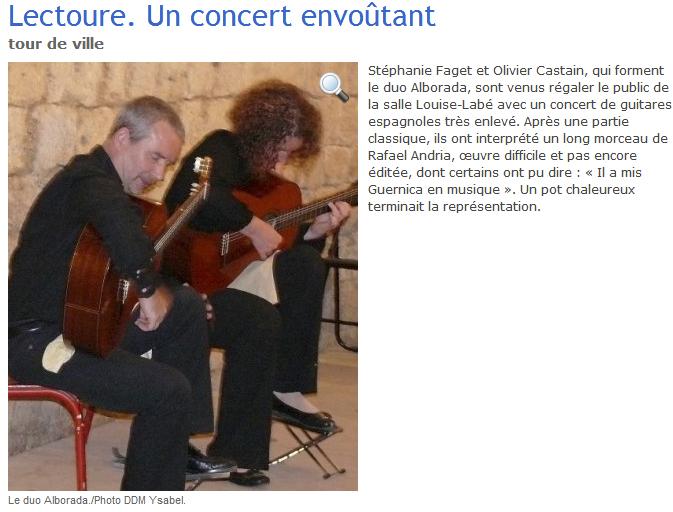 Lectoure. Un concert envoûtant
tour de ville
Stéphanie Faget et Olivier Castain, qui forment
le duo Alborada, sont venus régaler le public de
la salle Louise-Labé avec un concert de guitares
espagnoles très enlevé. Après une partie
classique, ils ont interprété un long morceau de
Rafael Andria, œuvre difficile et pas encore
éditée, dont certains ont pu dire : « Il a mis
Guernica en musique ». Un pot chaleureux
terminait la représentation.
Le duo Alborada./Photo DDM Ysabel.